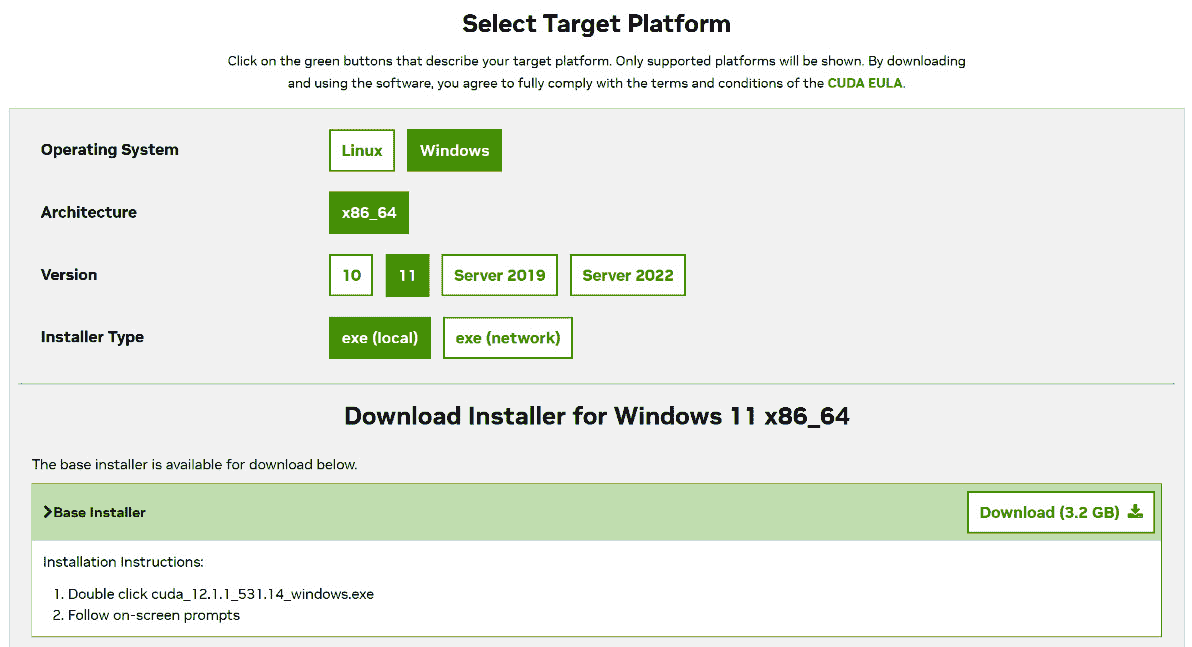 Select Target Platform
Click on the green buttons that describe your target platform. Only supported platforms will be shown. By downloading
and using the software, you agree to fully comply with the terms and conditions of the CUDA EULA.
Operating System
Linux
Windows
Architecture
x86_64
Version
10
11
Server 2019
Server 2022
Installer Type
exe (local)
exe (network)
Download Installer for Windows 11 x86_64
The base installer is available for download below.
Base Installer
Download (3.2 GB)
Installation Instructions:
1. Double click cuda_12.1.1_531.14_windows.exe
2. Follow on-screen prompts